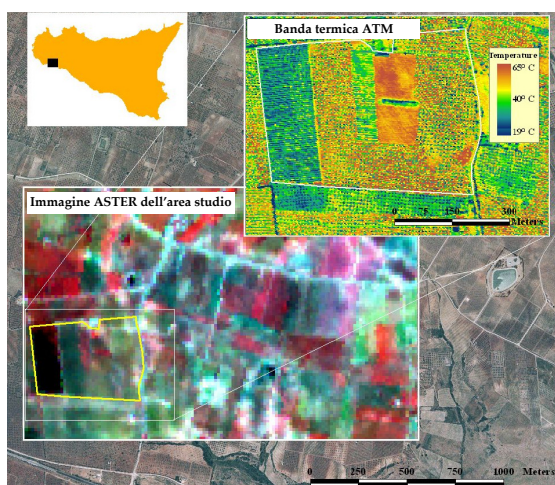 Banda termica ATM
Temperature
65° C
40° C
19° C
0 75 150 300
Meters
Immagine ASTER dell'area studio
0 250 500 750 1000 Meters